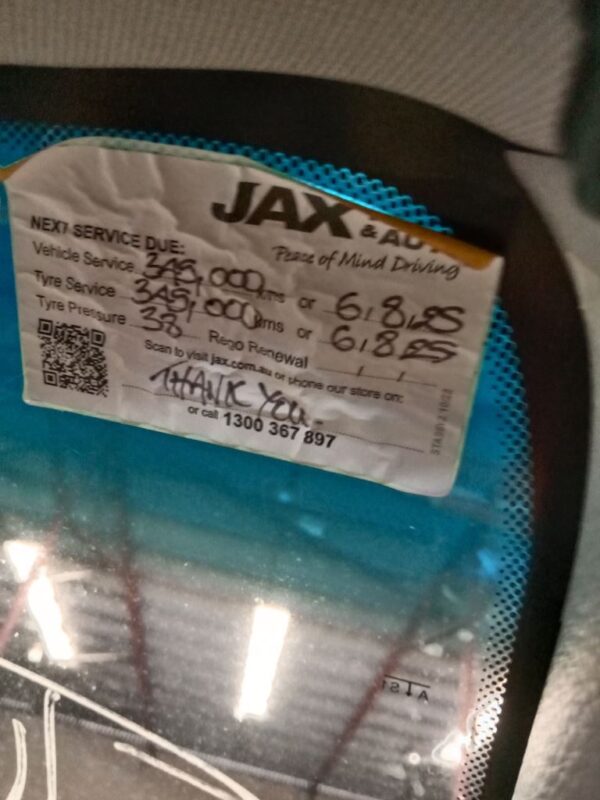 JAX
& AU
Peace of Mind Driving
NEXT SERVICE DUE:
Vehicle Service 345,000 kms or 6/8/25
Tyre Service 345,000 kms or 6/8/25
Tyre Pressure 38 Rego Renewal / /
Scan to visit jax.com.au or phone our store on:
THANK YOU.
or call 1300 367 897